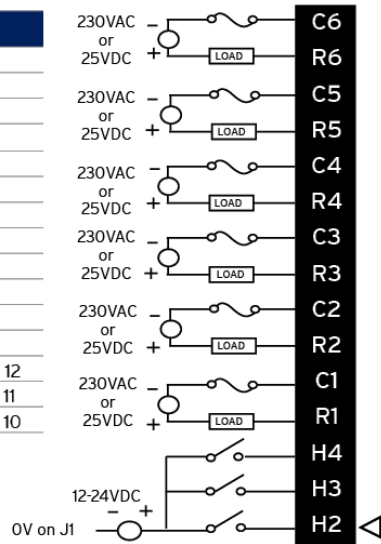 230VAC − C6
or
25VDC + LOAD R6
230VAC − C5
or
25VDC + LOAD R5
230VAC − C4
or
25VDC + LOAD R4
230VAC − C3
or
25VDC + LOAD R3
230VAC − C2
or
25VDC + LOAD R2
12
230VAC − C1
or
11
25VDC + LOAD R1
10
H4
12-24VDC H3
− +
0V on J1 H2